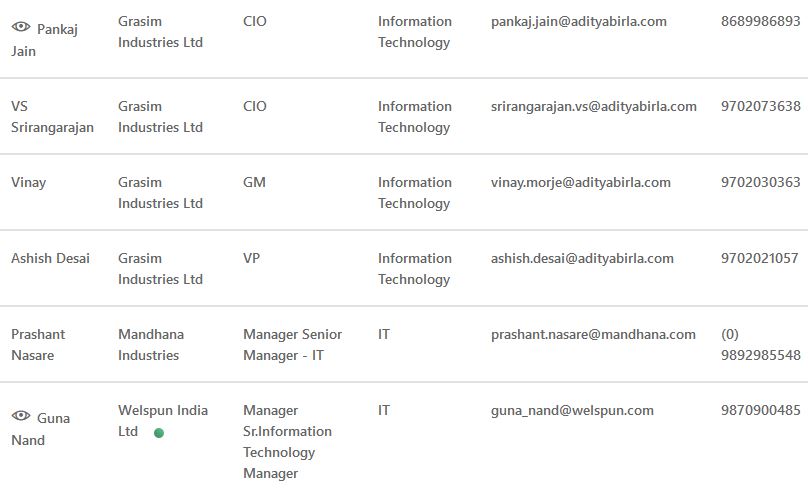 Pankaj Jain Grasim Industries Ltd CIO Information Technology pankaj.jain@adityabirla.com 8689986893
VS Srirangarajan Grasim Industries Ltd CIO Information Technology srirangarajan.vs@adityabirla.com 9702073638
Vinay Grasim Industries Ltd GM Information Technology vinay.morje@adityabirla.com 9702030363
Ashish Desai Grasim Industries Ltd VP Information Technology ashish.desai@adityabirla.com 9702021057
Prashant Nasare Mandhana Industries Manager Senior Manager - IT IT prashant.nasare@mandhana.com (0) 9892985548
Guna Nand Welspun India Ltd Manager Sr.Information Technology Manager IT guna_nand@welspun.com 9870900485